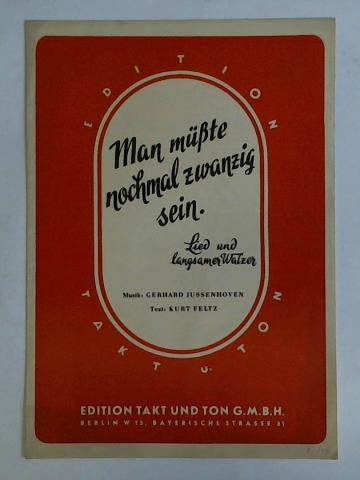 EDITION
Man müßte
nochmal zwanzig
sein.
Lied und
langsamer Walzer
Musik: GERHARD JUSSENHOVEN
Text: KURT FELTZ
TAKT u. TON
EDITION TAKT UND TON G.M.B.H.
BERLIN W 15, BAYERISCHE STRASSE 31